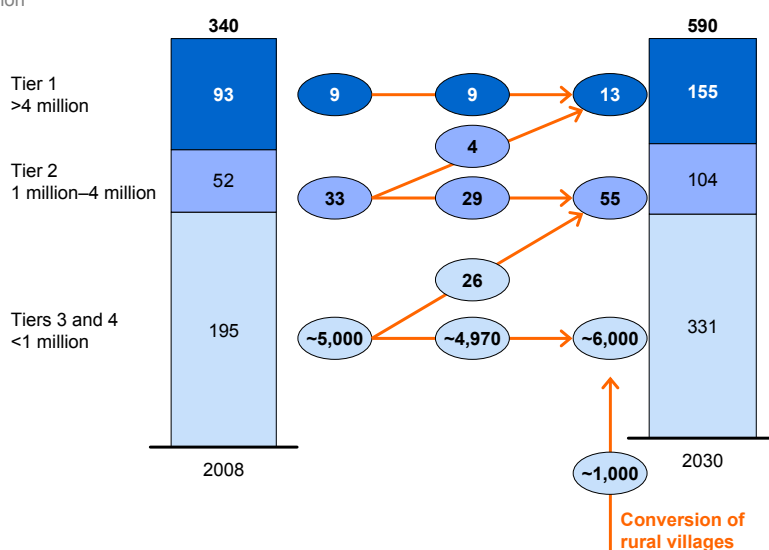 340
590
Tier 1
>4 million
93
9
9
13
155
4
Tier 2
1 million–4 million
52
33
29
55
104
26
Tiers 3 and 4
<1 million
195
~5,000
~4,970
~6,000
331
2008
~1,000
2030
Conversion of
rural villages